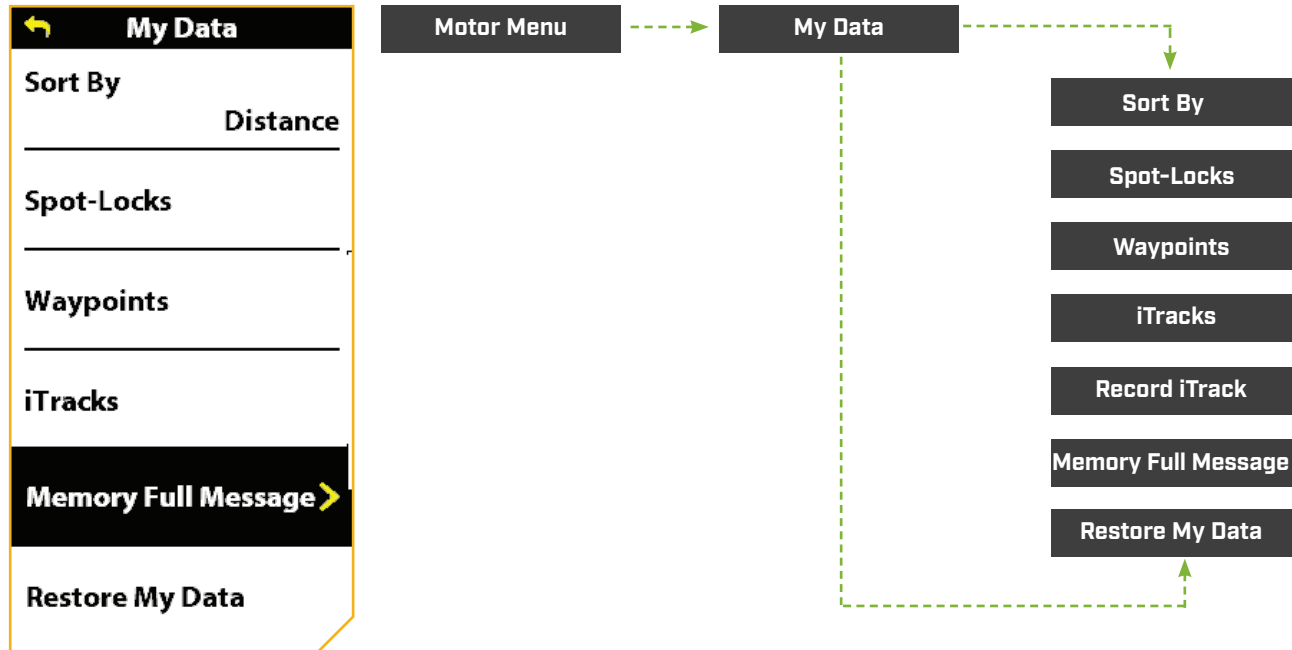 My Data
Sort By
Distance
Spot-Locks
Waypoints
iTracks
Memory Full Message
Restore My Data
Motor Menu
My Data
Sort By
Spot-Locks
Waypoints
iTracks
Record iTrack
Memory Full Message
Restore My Data